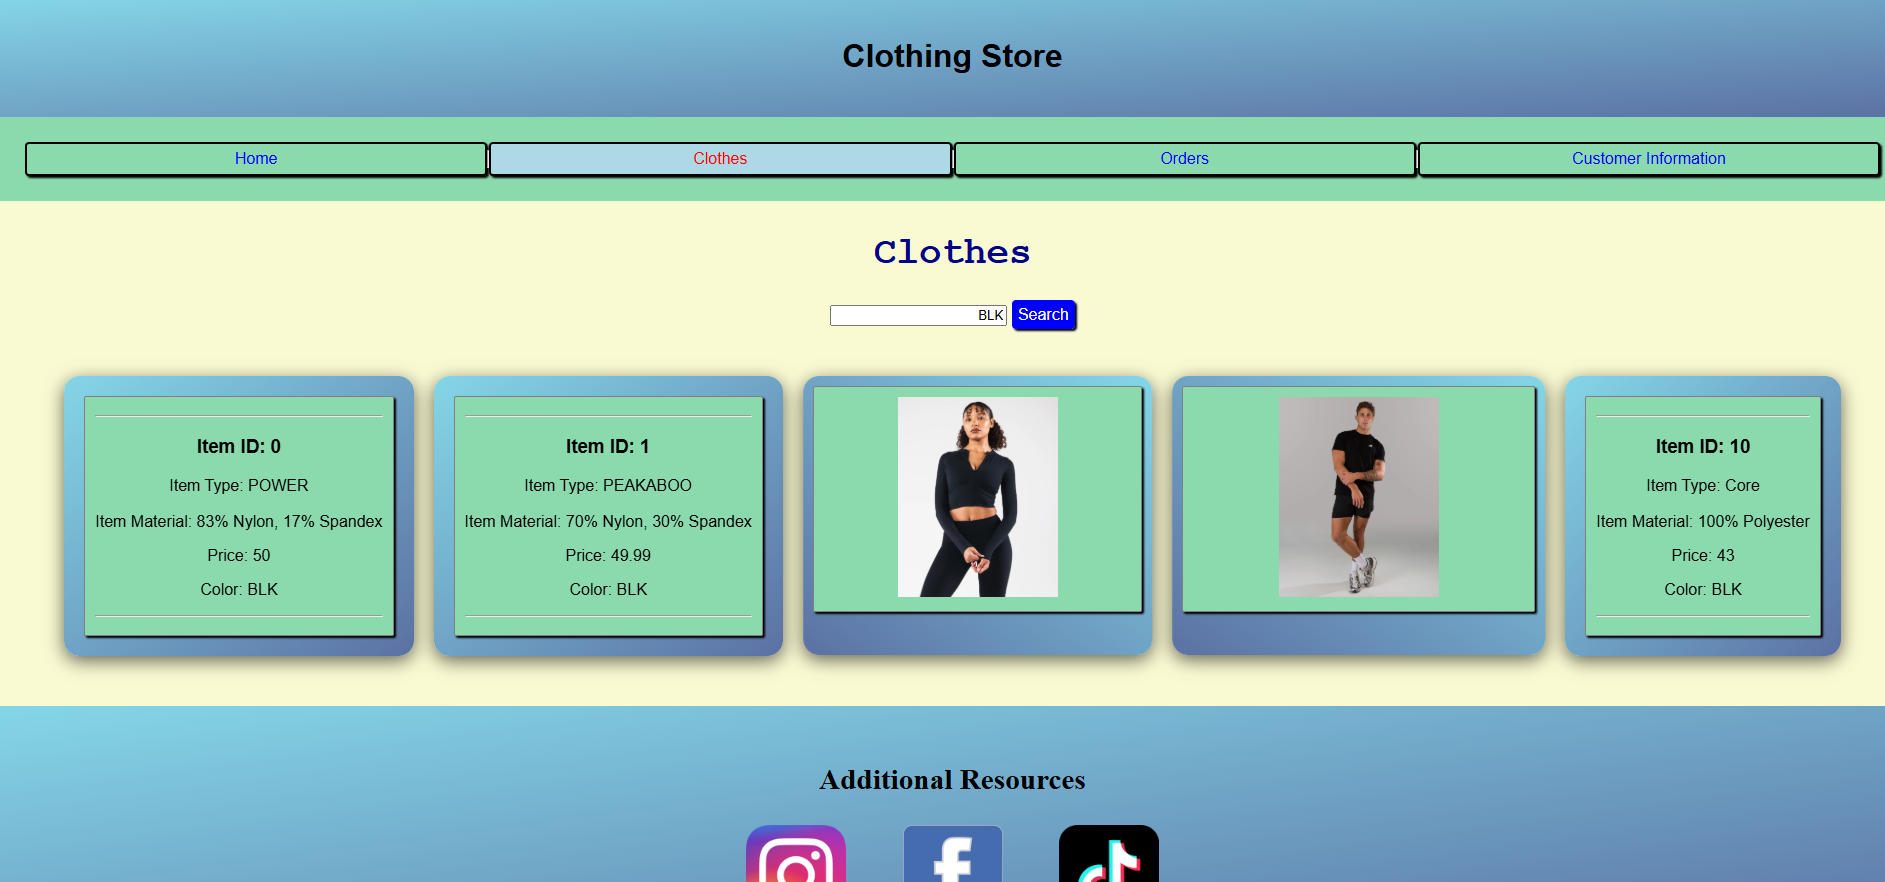 Clothing Store
Home
Clothes
Orders
Customer Information
Clothes
BLK
Search
Item ID: 0
Item Type: POWER
Item Material: 83% Nylon, 17% Spandex
Price: 50
Color: BLK
Item ID: 1
Item Type: PEAKABOO
Item Material: 70% Nylon, 30% Spandex
Price: 49.99
Color: BLK
Item ID: 10
Item Type: Core
Item Material: 100% Polyester
Price: 43
Color: BLK
Additional Resources